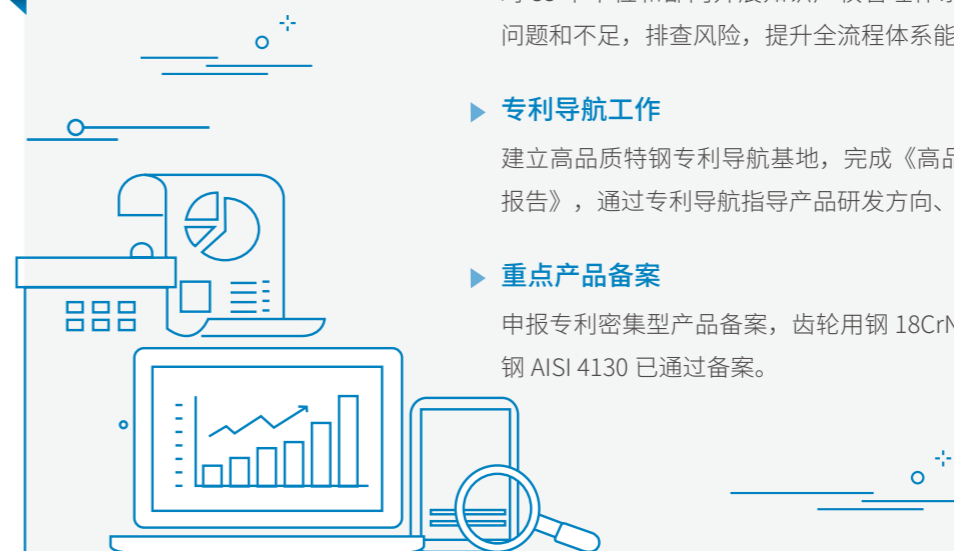 问题和不足，排查风险，提升全流程体系能
专利导航工作
建立高品质特钢专利导航基地，完成《高品
报告》，通过专利导航指导产品研发方向、
重点产品备案
申报专利密集型产品备案，齿轮用钢 18CrN
钢 AISI 4130 已通过备案。